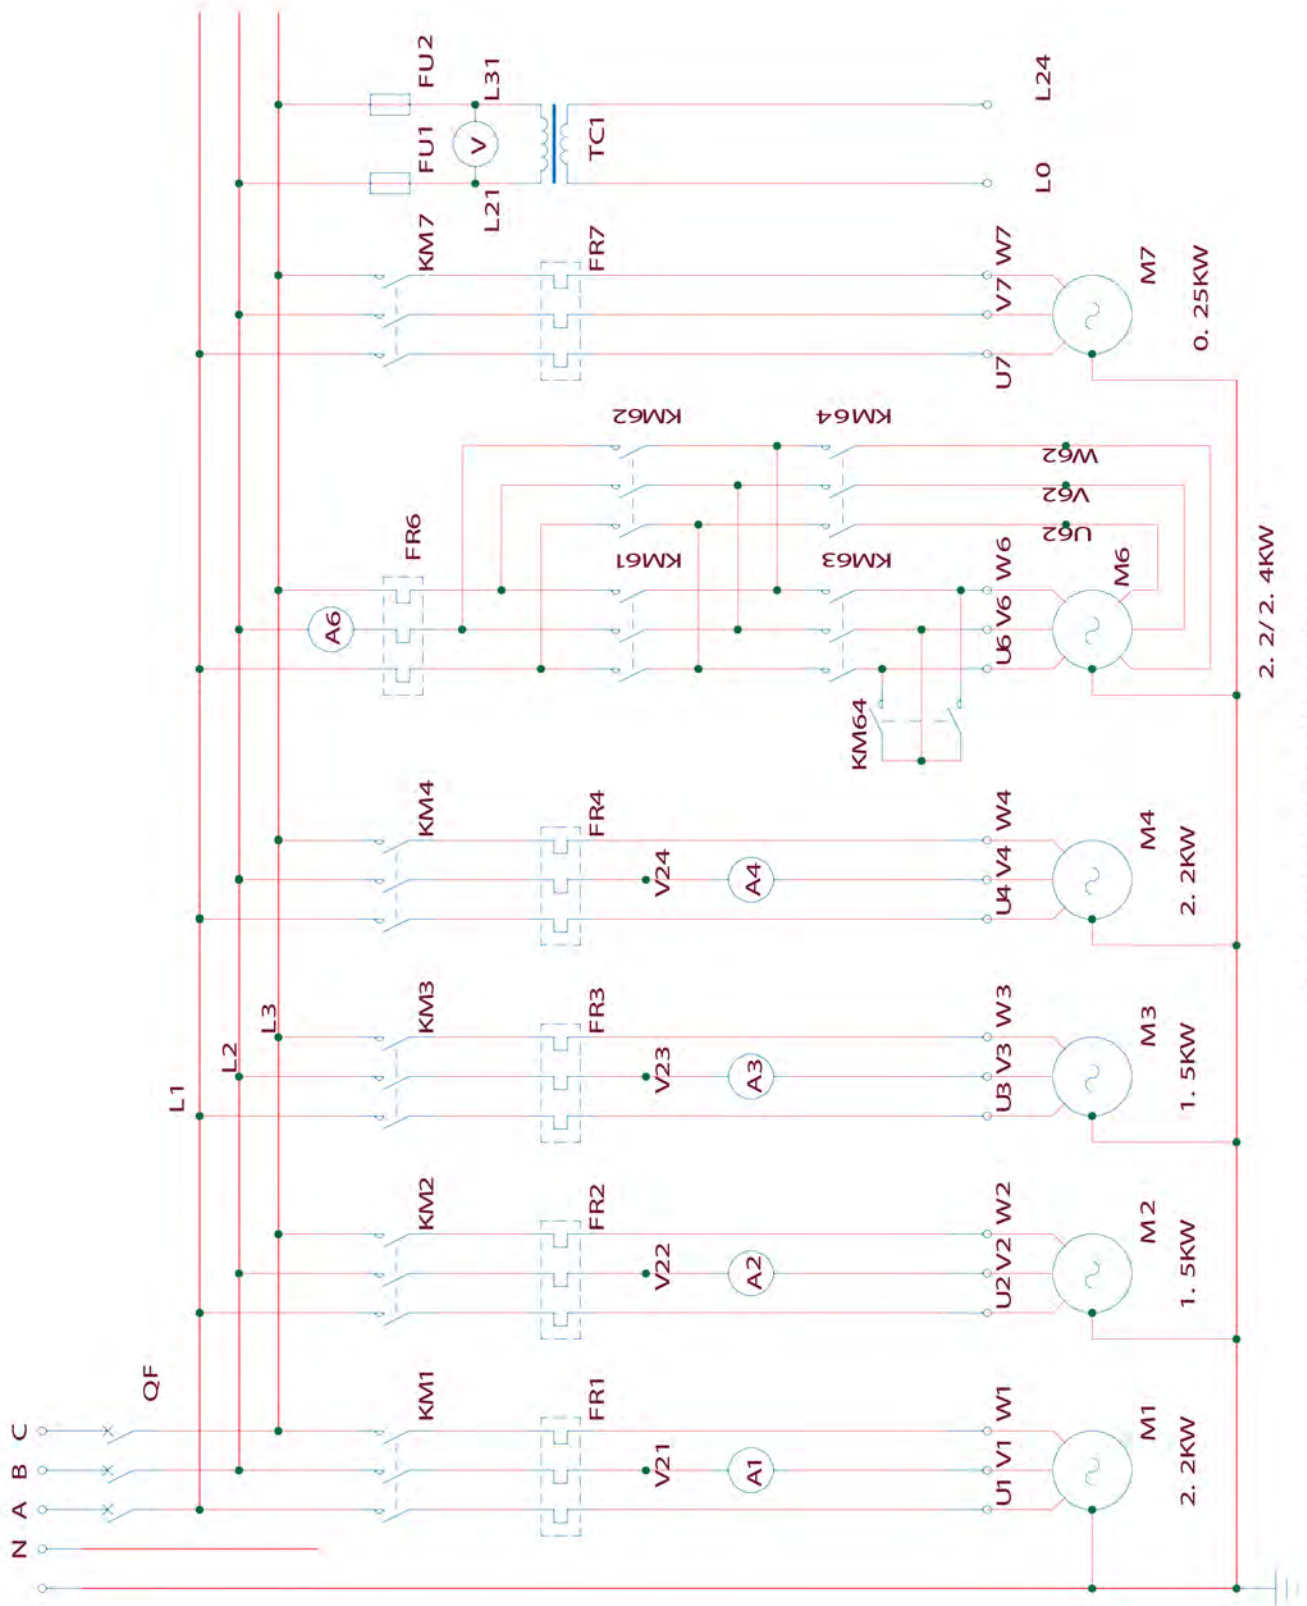 N
A
B
C
QF
L1
L2
L3
KM1
FR1
V21
A1
U1
V1
W1
M1
2. 2KW
KM2
FR2
V22
A2
U2
V2
W2
M2
1. 5KW
KM3
FR3
V23
A3
U3
V3
W3
M3
1. 5KW
KM4
FR4
V24
A4
U4
V4
W4
M4
2. 2KW
A6
FR6
KM61
KM62
KM63
KM64
KM64
U6
V6
W6
U62
V62
W62
M6
2. 2/2. 4KW
KM7
FR7
U7
V7
W7
M7
0. 25KW
FU1
FU2
V
L21
L31
TC1
L0
L24